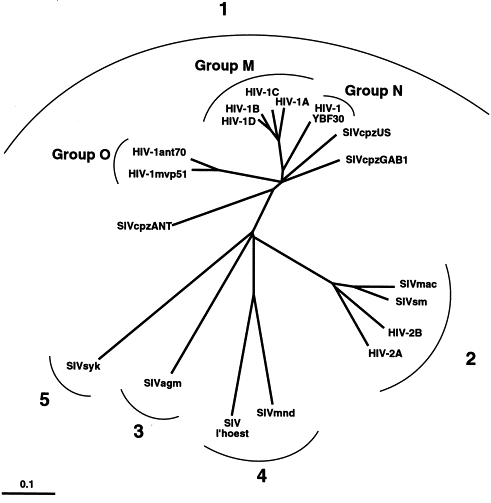 1
Group M
HIV-1C
HIV-1A
Group N
HIV-1B
HIV-1
YBF30
HIV-1D
SIVcpzUS
Group O
HIV-1ant70
SIVcpzGAB1
HIV-1mvp51
SIVcpzANT
SIVmac
SIVsm
HIV-2B
HIV-2A
2
SIVsyk
SIVagm
5
SIVmnd
SIV
l'hoest
3
4
0.1